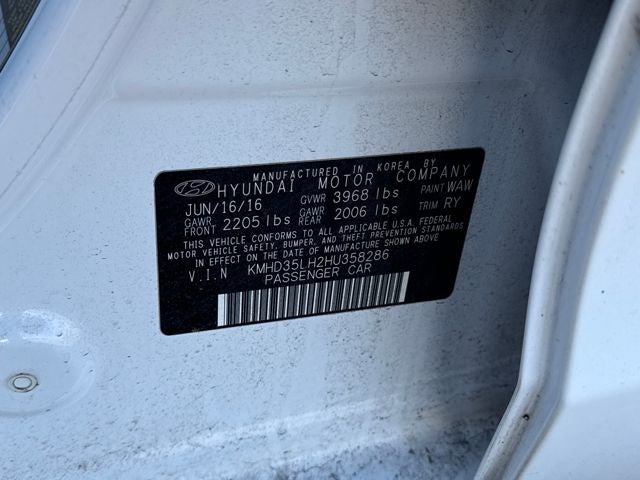 MANUFACTURED IN KOREA BY
HYUNDAI MOTOR COMPANY
JUN/16/16 GVWR 3968 lbs PAINT WAW
GAWR FRONT 2205 lbs GAWR REAR 2006 lbs TRIM RY
THIS VEHICLE CONFORMS TO ALL APPLICABLE U.S.A. FEDERAL
MOTOR VEHICLE SAFETY, BUMPER, AND THEFT PREVENTION STANDARDS
IN EFFECT ON THE DATE OF MANUFACTURE SHOWN ABOVE
V.I.N KMHD35LH2HU358286
PASSENGER CAR